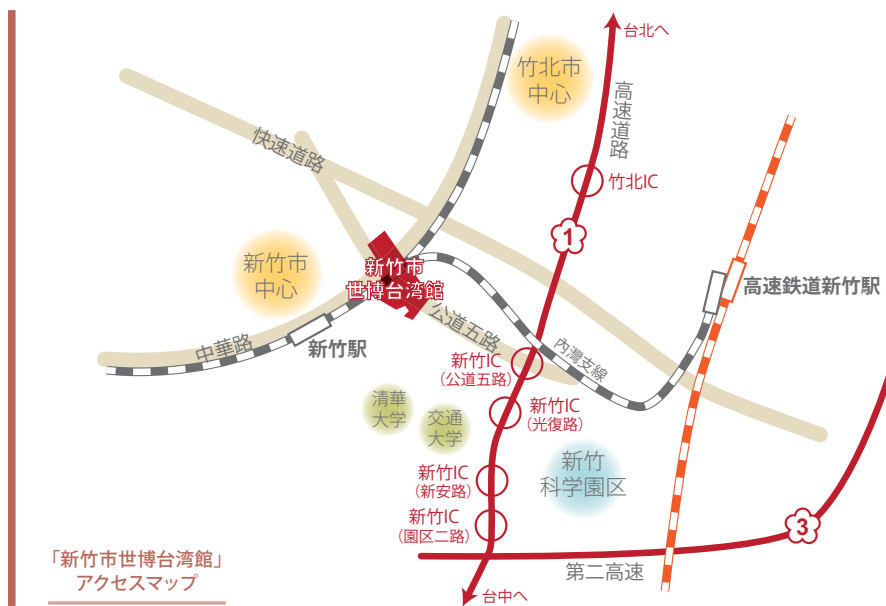 台北へ
竹北市
中心
高速道路
快速道路
竹北IC
1
新竹市
中心
新竹市
世博台湾館
高速鉄道新竹駅
公道五路
中華路
新竹駅
内灣支線
新竹IC
(公道五路)
清華
大学
交通
大学
新竹IC
(光復路)
新竹
科学園区
新竹IC
(新安路)
新竹IC
(園区二路)
3
第二高速
「新竹市世博台湾館」
アクセスマップ
台中へ